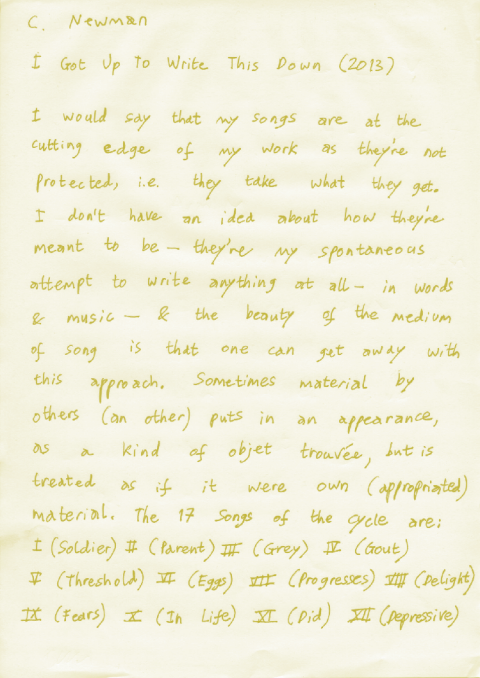 C. Newman
I Got Up To Write This Down (2013)
I would say that my songs are at the
cutting edge of my work as they're not
protected, i.e. they take what they get.
I don't have an idea about how they're
meant to be – they're my spontaneous
attempt to write anything at all – in words
& music – & the beauty of the medium
of song is that one can get away with
this approach. Sometimes material by
others (an other) puts in an appearance,
as a kind of objet trouvée, but is
treated as if it were own (appropriated)
material. The 17 Songs of the cycle are:
I (Soldier) II (Parent) III (Grey) IV (Gout)
V (Threshold) VI (Eggs) VII (Progresses) VIII (Delight)
IX (Fears) X (In Life) XI (Did) XII (Depressive)